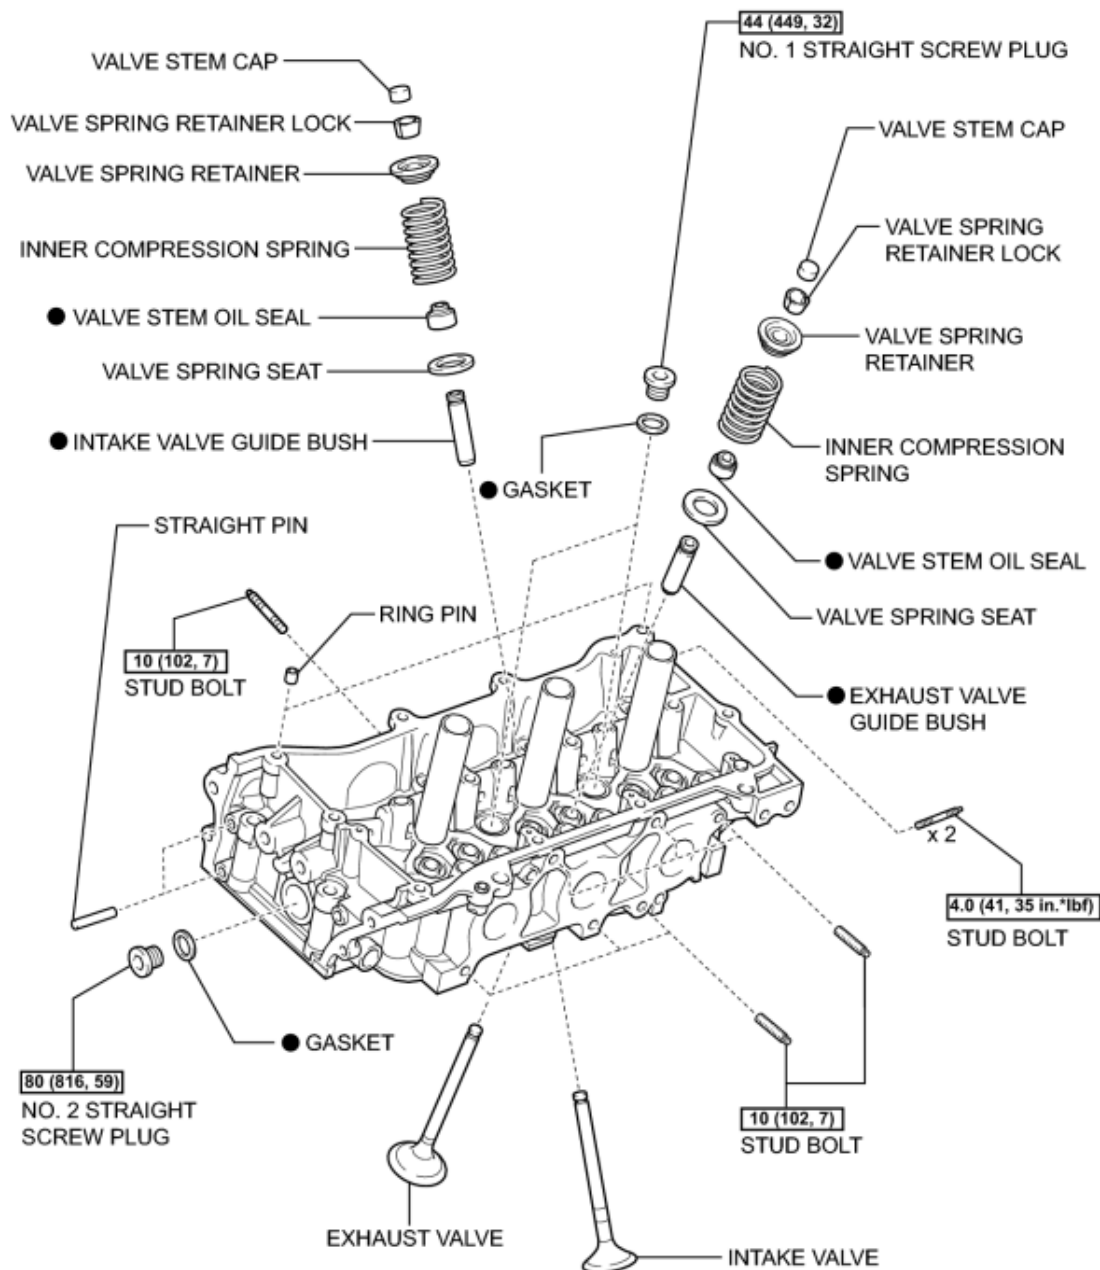 44 (449, 32)
NO. 1 STRAIGHT SCREW PLUG
VALVE STEM CAP
VALVE SPRING RETAINER LOCK
VALVE SPRING RETAINER
INNER COMPRESSION SPRING
● VALVE STEM OIL SEAL
VALVE SPRING SEAT
● INTAKE VALVE GUIDE BUSH
● GASKET
VALVE STEM CAP
VALVE SPRING
RETAINER LOCK
VALVE SPRING
RETAINER
INNER COMPRESSION
SPRING
● VALVE STEM OIL SEAL
VALVE SPRING SEAT
● EXHAUST VALVE
GUIDE BUSH
STRAIGHT PIN
RING PIN
10 (102, 7)
STUD BOLT
x 2
4.0 (41, 35 in.*lbf)
STUD BOLT
● GASKET
80 (816, 59)
NO. 2 STRAIGHT
SCREW PLUG
10 (102, 7)
STUD BOLT
EXHAUST VALVE
INTAKE VALVE